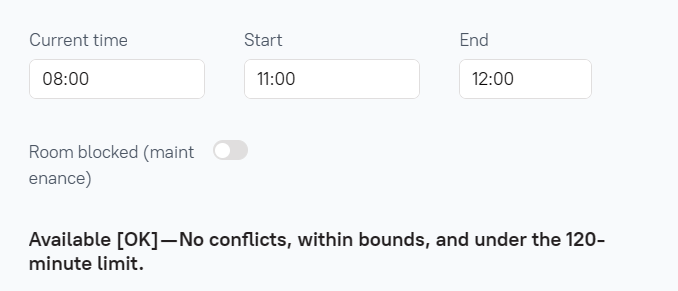 Current time Start End
08:00 11:00 12:00
Room blocked (maint
enance)
Available [OK]—No conflicts, within bounds, and under the 120-
minute limit.